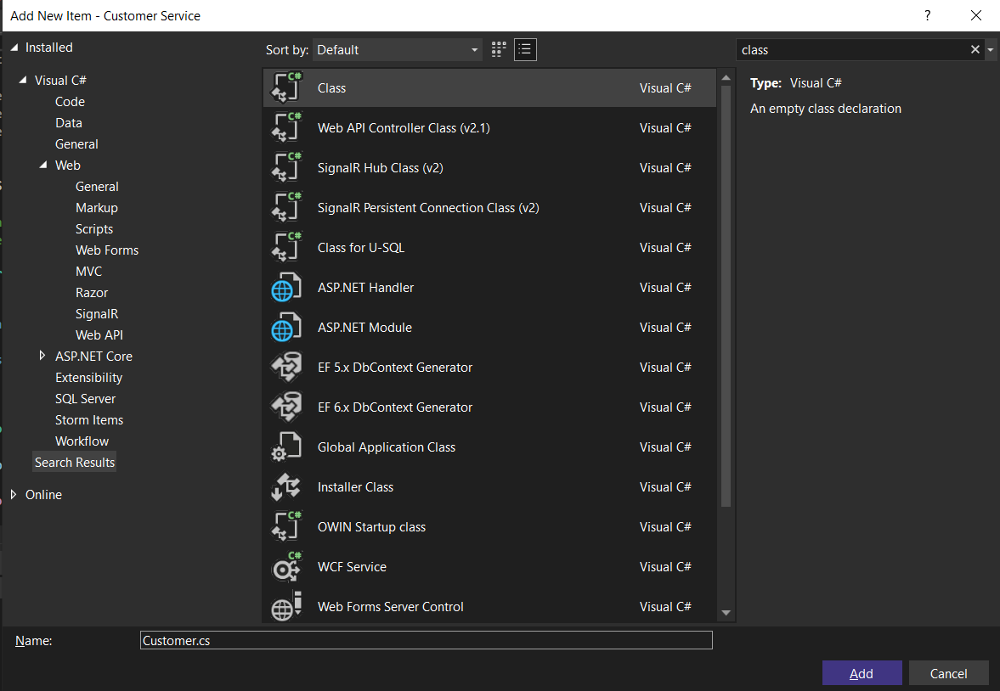 Add New Item - Customer Service
?
Installed
Visual C#
Code
Data
General
Web
General
Markup
Scripts
Web Forms
MVC
Razor
SignalR
Web API
ASP.NET Core
Extensibility
SQL Server
Storm Items
Workflow
Search Results
Online
Sort by: Default
C# Class Visual C#
C# Web API Controller Class (v2.1) Visual C#
C# SignalR Hub Class (v2) Visual C#
C# SignalR Persistent Connection Class (v2) Visual C#
C# Class for U-SQL Visual C#
ASP.NET Handler Visual C#
ASP.NET Module Visual C#
EF 5.x DbContext Generator Visual C#
EF 6.x DbContext Generator Visual C#
Global Application Class Visual C#
Installer Class Visual C#
C# OWIN Startup class Visual C#
C# WCF Service Visual C#
Web Forms Server Control Visual C#
class
Type: Visual C#
An empty class declaration
Name: Customer.cs
Add Cancel